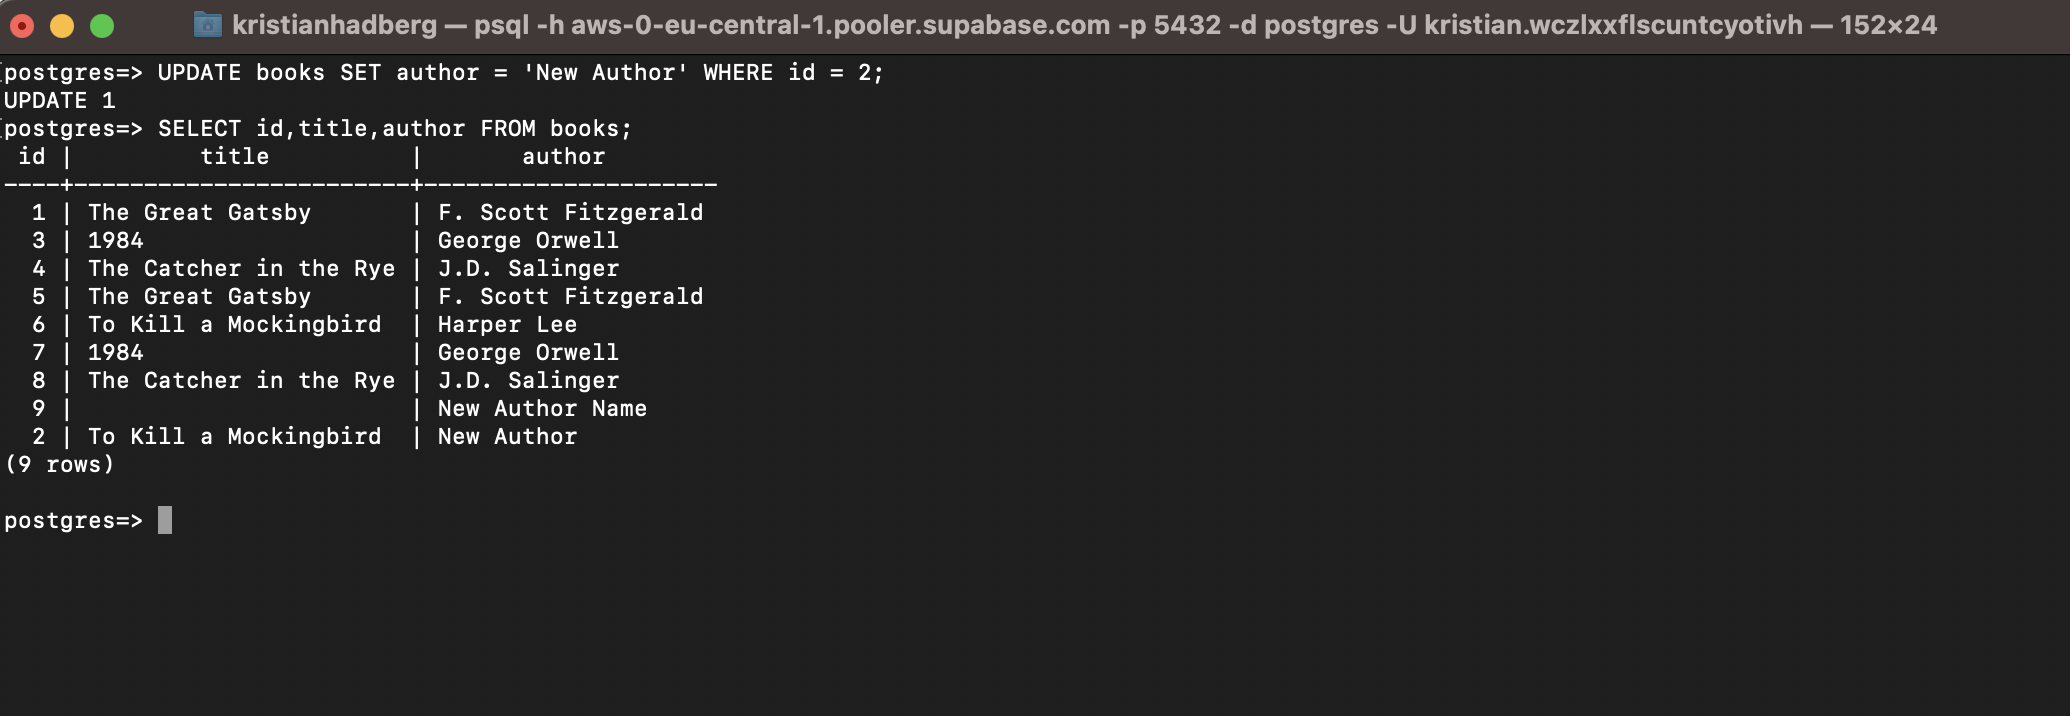 kristianhadberg — psql -h aws-0-eu-central-1.pooler.supabase.com -p 5432 -d postgres -U kristian.wczlxxflscuntcyotivh — 152×24
[postgres=> UPDATE books SET author = 'New Author' WHERE id = 2;
UPDATE 1
[postgres=> SELECT id,title,author FROM books;
 id |         title          |       author
----+------------------------+---------------------
  1 | The Great Gatsby       | F. Scott Fitzgerald
  3 | 1984                   | George Orwell
  4 | The Catcher in the Rye | J.D. Salinger
  5 | The Great Gatsby       | F. Scott Fitzgerald
  6 | To Kill a Mockingbird  | Harper Lee
  7 | 1984                   | George Orwell
  8 | The Catcher in the Rye | J.D. Salinger
  9 |                        | New Author Name
  2 | To Kill a Mockingbird  | New Author
(9 rows)
postgres=>